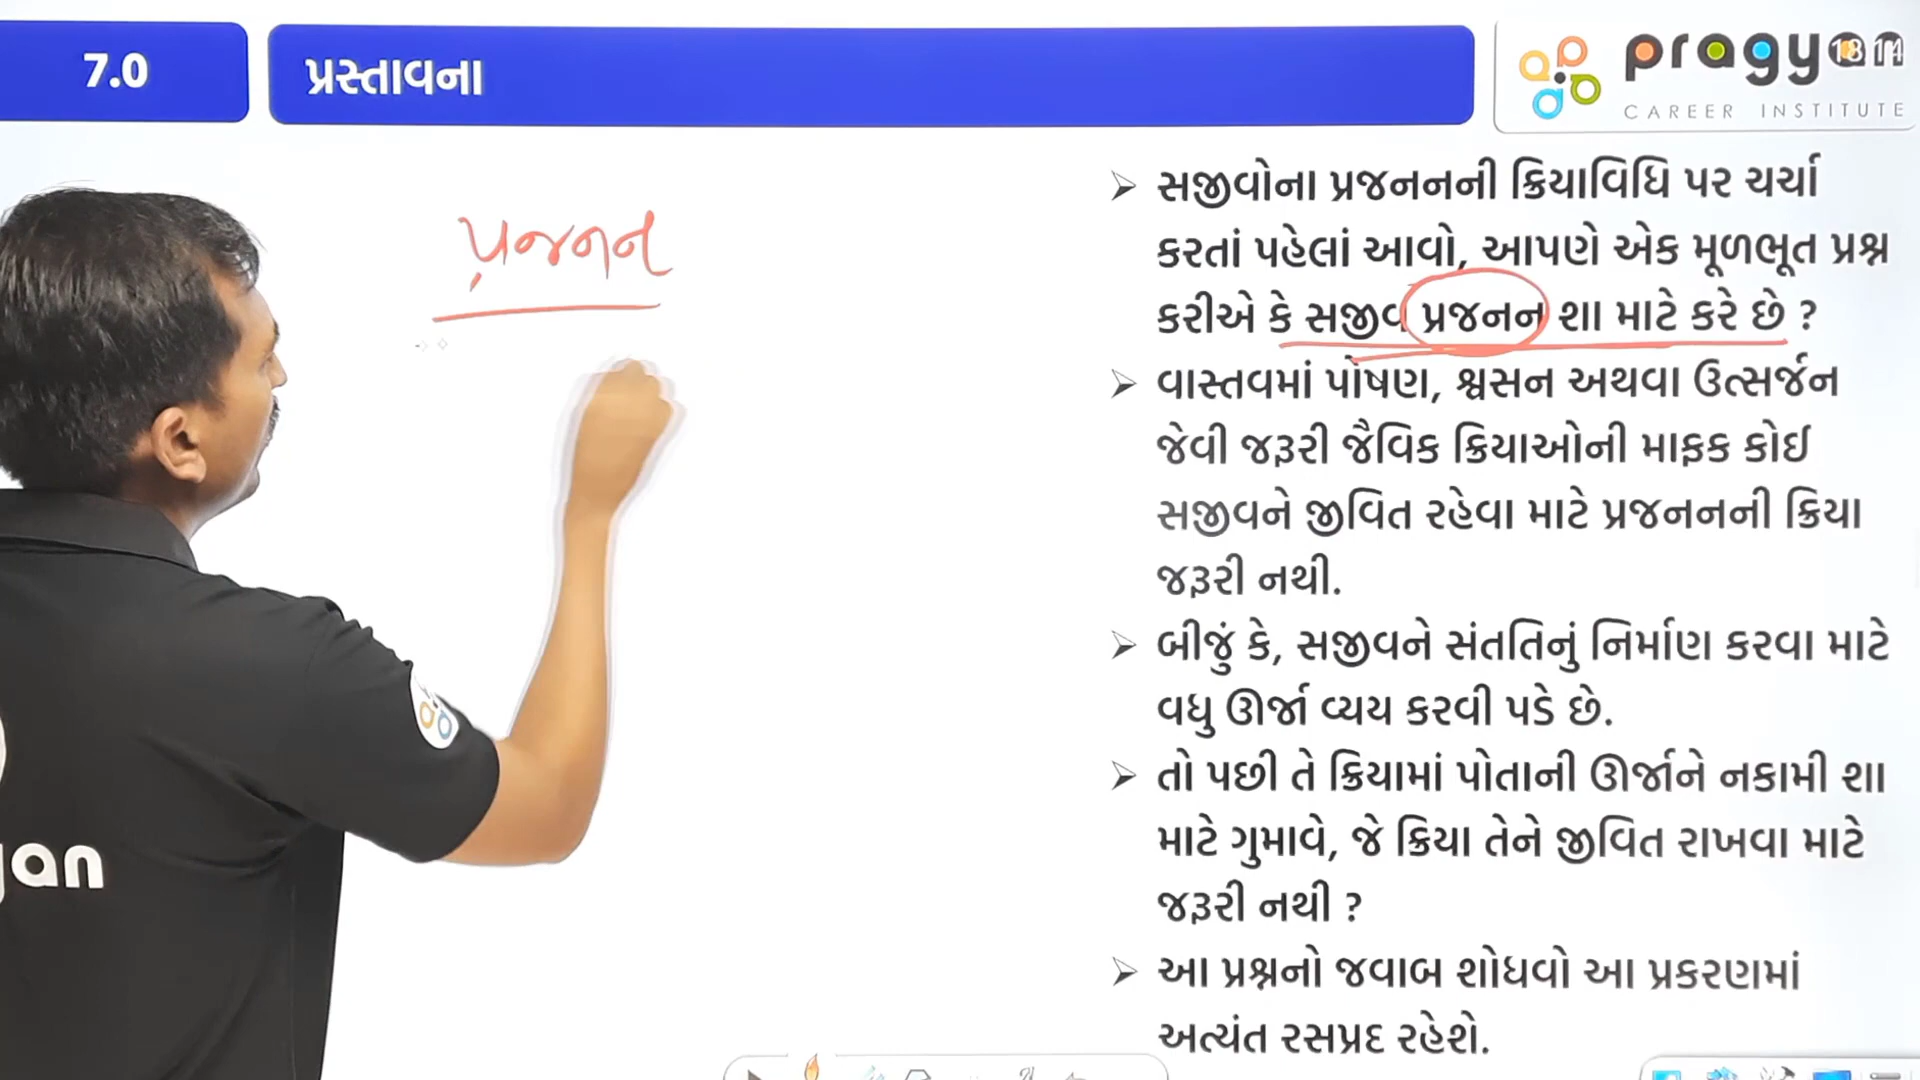 7.0
પ્રસ્તાવના
pragyan
18:14
CAREER INSTITUTE
પ્રજનન
➢ સજીવોના પ્રજનનની ક્રિયાવિધિ પર ચર્ચા
કરતાં પહેલાં આવો, આપણે એક મૂળભૂત પ્રશ્ન
કરીએ કે સજીવ પ્રજનન શા માટે કરે છે ?
➢ વાસ્તવમાં પોષણ, શ્વસન અથવા ઉત્સર્જન
જેવી જરૂરી જૈવિક ક્રિયાઓની માફક કોઈ
સજીવને જીવિત રહેવા માટે પ્રજનનની ક્રિયા
જરૂરી નથી.
➢ બીજું કે, સજીવને સંતતિનું નિર્માણ કરવા માટે
વધુ ઊર્જા વ્યય કરવી પડે છે.
➢ તો પછી તે ક્રિયામાં પોતાની ઊર્જાને નકામી શા
માટે ગુમાવે, જે ક્રિયા તેને જીવિત રાખવા માટે
જરૂરી નથી ?
➢ આ પ્રશ્નનો જવાબ શોધવો આ પ્રકરણમાં
અત્યંત રસપ્રદ રહેશે.